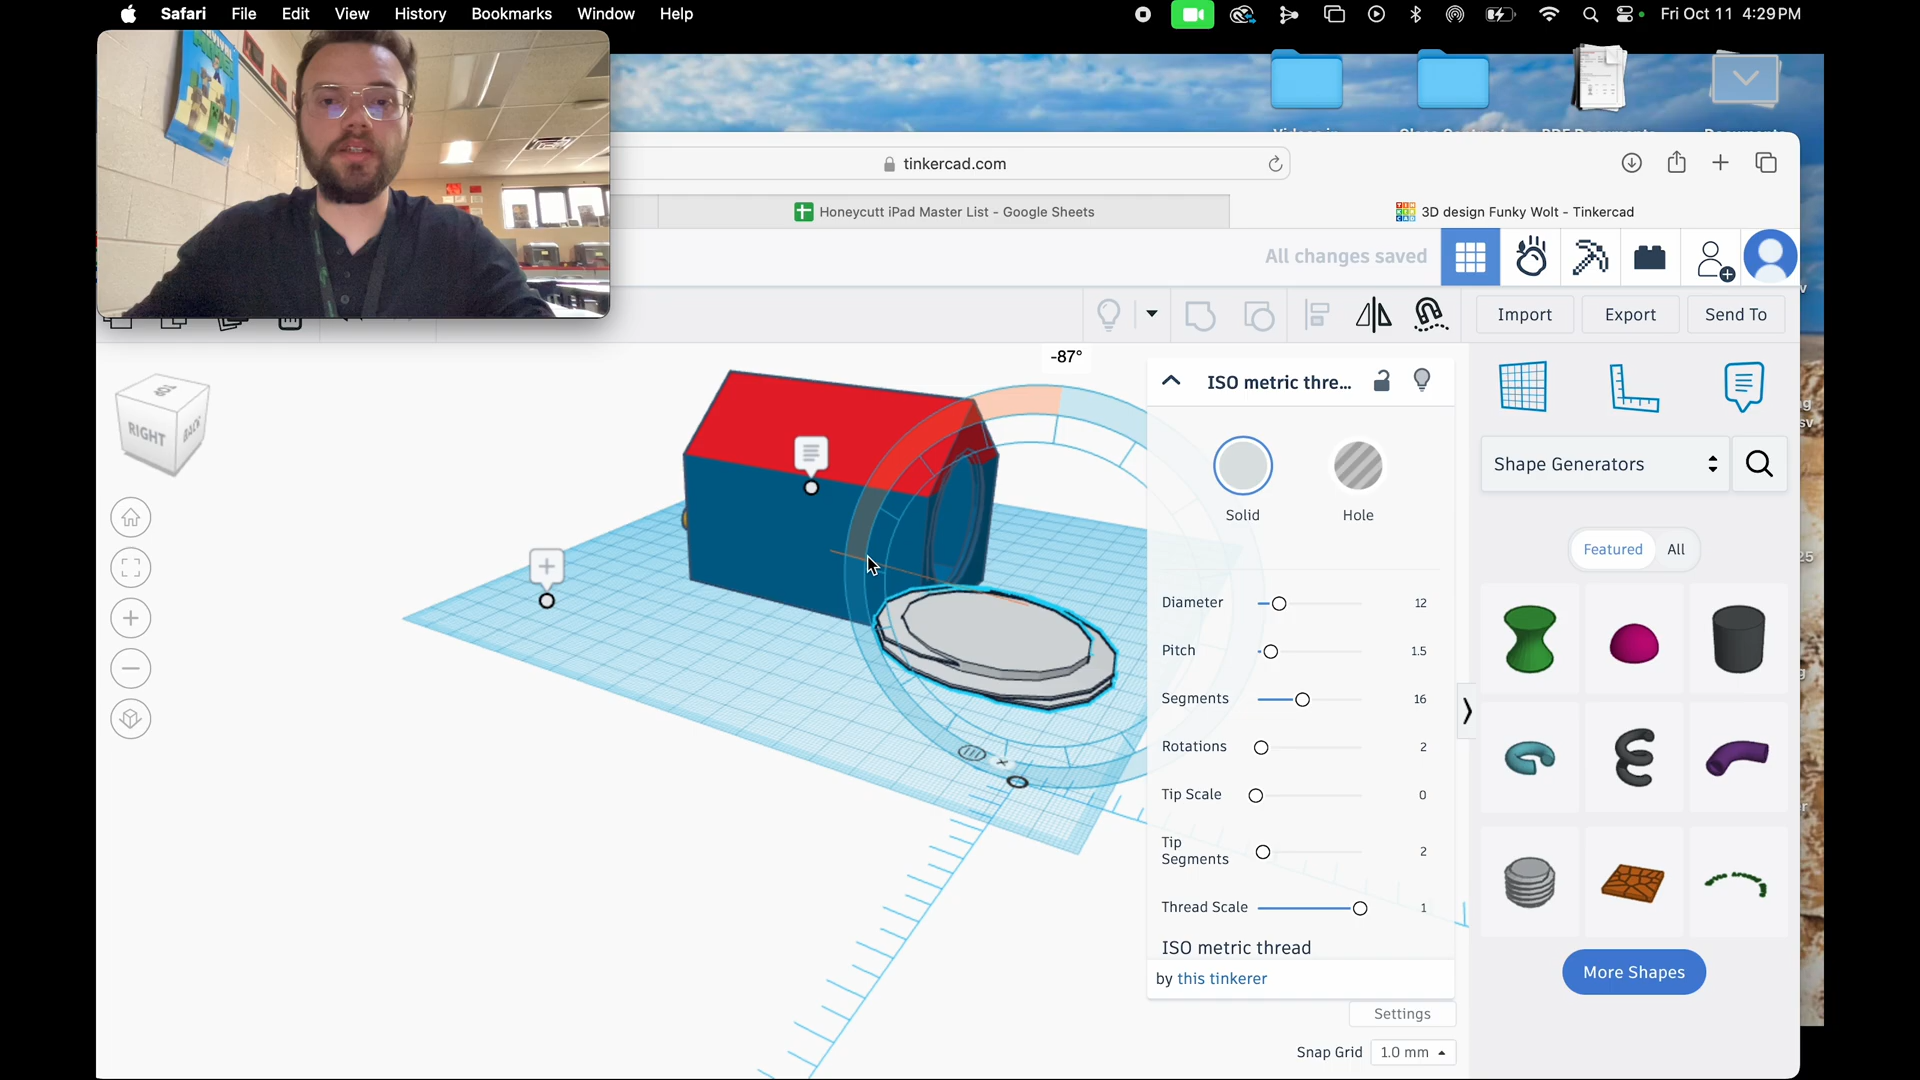 Safari File Edit View History Bookmarks Window Help
Fri Oct 11 4:29 PM
tinkercad.com
Honeycutt iPad Master List - Google Sheets
3D design Funky Wolt - Tinkercad
All changes saved
Import
Export
Send To
-87°
TOP
RIGHT
BACK
ISO metric thre...
Solid
Hole
Diameter 12
Pitch 1.5
Segments 16
Rotations 2
Tip Scale 0
Tip
Segments 2
Thread Scale 1
ISO metric thread
by this tinkerer
Settings
Snap Grid 1.0 mm
Shape Generators
Featured
All
More Shapes